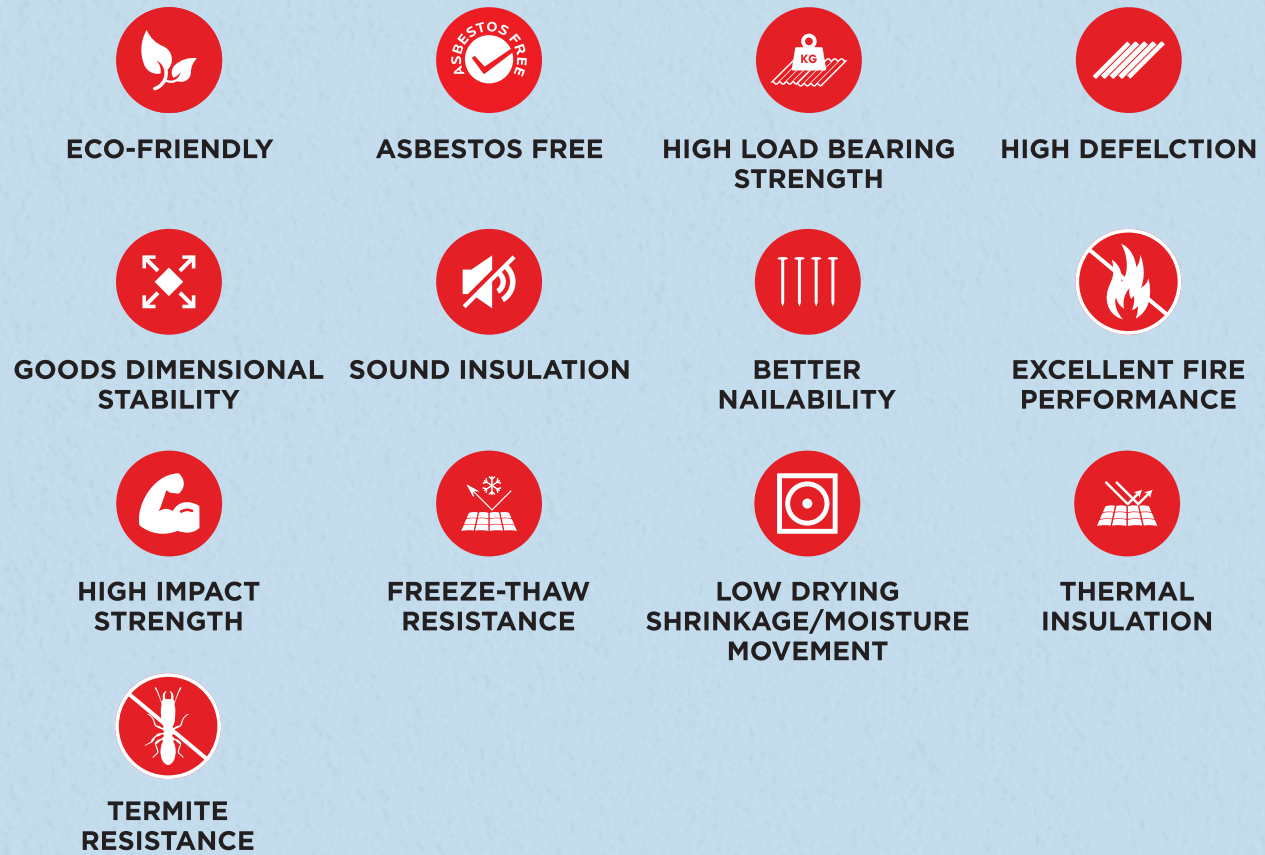 ASBESTOS FREE
KG
ECO-FRIENDLY
ASBESTOS FREE
HIGH LOAD BEARING
STRENGTH
HIGH DEFELCTION
GOODS DIMENSIONAL
STABILITY
SOUND INSULATION
BETTER
NAILABILITY
EXCELLENT FIRE
PERFORMANCE
HIGH IMPACT
STRENGTH
FREEZE-THAW
RESISTANCE
LOW DRYING
SHRINKAGE/MOISTURE
MOVEMENT
THERMAL
INSULATION
TERMITE
RESISTANCE